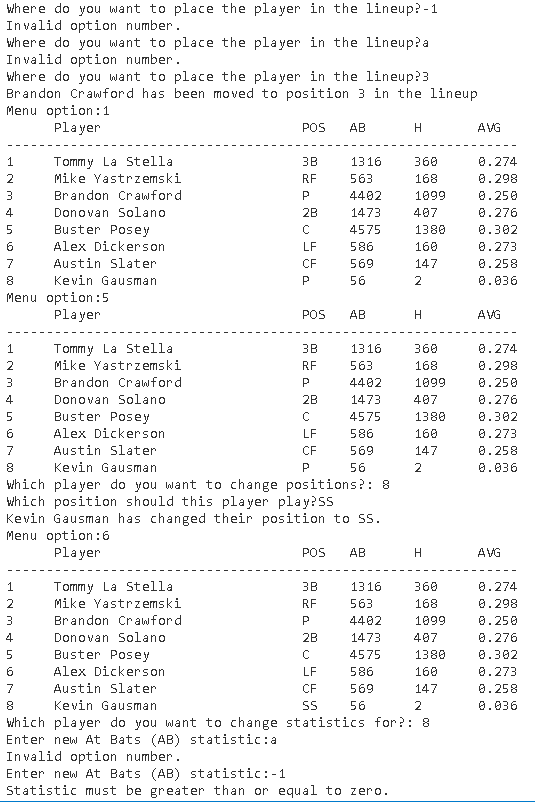 Where do you want to place the player in the lineup?-1
Invalid option number.
Where do you want to place the player in the lineup?a
Invalid option number.
Where do you want to place the player in the lineup?3
Brandon Crawford has been moved to position 3 in the lineup
Menu option:1
Player POS AB H AVG
----------------------------------------------------------------
1 Tommy La Stella 3B 1316 360 0.274
2 Mike Yastrzemski RF 563 168 0.298
3 Brandon Crawford P 4402 1099 0.250
4 Donovan Solano 2B 1473 407 0.276
5 Buster Posey C 4575 1380 0.302
6 Alex Dickerson LF 586 160 0.273
7 Austin Slater CF 569 147 0.258
8 Kevin Gausman P 56 2 0.036
Menu option:5
Player POS AB H AVG
----------------------------------------------------------------
1 Tommy La Stella 3B 1316 360 0.274
2 Mike Yastrzemski RF 563 168 0.298
3 Brandon Crawford P 4402 1099 0.250
4 Donovan Solano 2B 1473 407 0.276
5 Buster Posey C 4575 1380 0.302
6 Alex Dickerson LF 586 160 0.273
7 Austin Slater CF 569 147 0.258
8 Kevin Gausman P 56 2 0.036
Which player do you want to change positions?: 8
Which position should this player play?SS
Kevin Gausman has changed their position to SS.
Menu option:6
Player POS AB H AVG
----------------------------------------------------------------
1 Tommy La Stella 3B 1316 360 0.274
2 Mike Yastrzemski RF 563 168 0.298
3 Brandon Crawford P 4402 1099 0.250
4 Donovan Solano 2B 1473 407 0.276
5 Buster Posey C 4575 1380 0.302
6 Alex Dickerson LF 586 160 0.273
7 Austin Slater CF 569 147 0.258
8 Kevin Gausman SS 56 2 0.036
Which player do you want to change statistics for?: 8
Enter new At Bats (AB) statistic:a
Invalid option number.
Enter new At Bats (AB) statistic:-1
Statistic must be greater than or equal to zero.